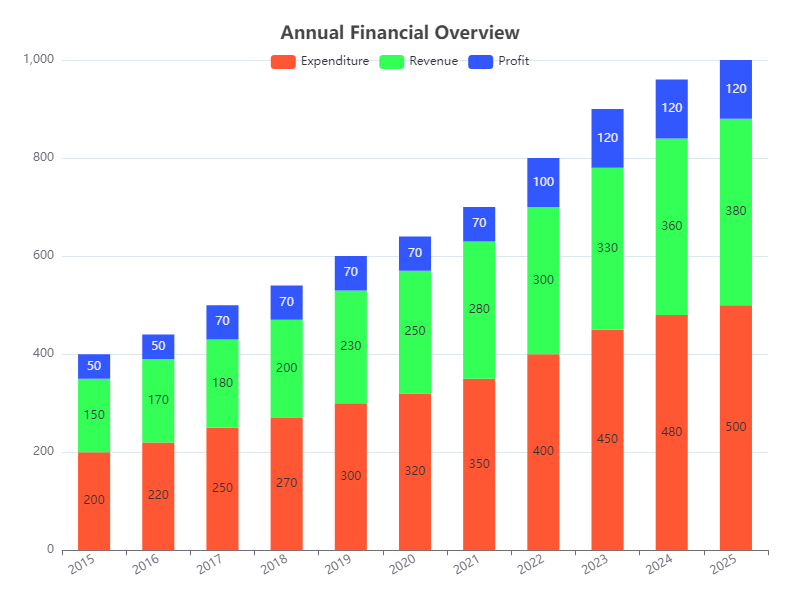 Annual Financial Overview
Expenditure Revenue Profit
1,000
800
600
400
200
0
50 50 70 70 70 70 70 100 120 120 120
150 170 180 200 230 250 280 300 330 360 380
200 220 250 270 300 320 350 400 450 480 500
2015 2016 2017 2018 2019 2020 2021 2022 2023 2024 2025